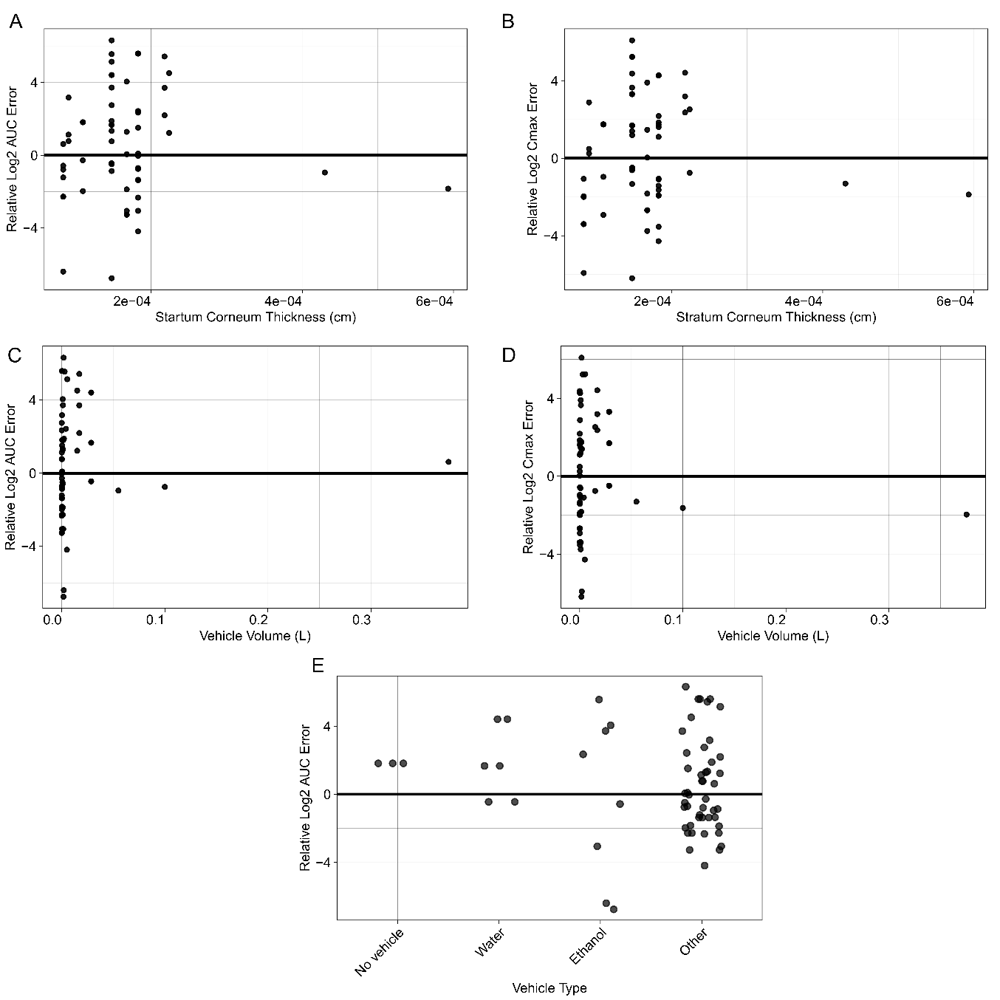 A
Relative Log2 AUC Error
4
0
−4
2e−04 4e−04 6e−04
Startum Corneum Thickness (cm)
B
Relative Log2 Cmax Error
4
0
−4
2e−04 4e−04 6e−04
Stratum Corneum Thickness (cm)
C
Relative Log2 AUC Error
4
0
−4
0.0 0.1 0.2 0.3
Vehicle Volume (L)
D
Relative Log2 Cmax Error
4
0
−4
0.0 0.1 0.2 0.3
Vehicle Volume (L)
E
Relative Log2 AUC Error
4
0
−4
No vehicle Water Ethanol Other
Vehicle Type